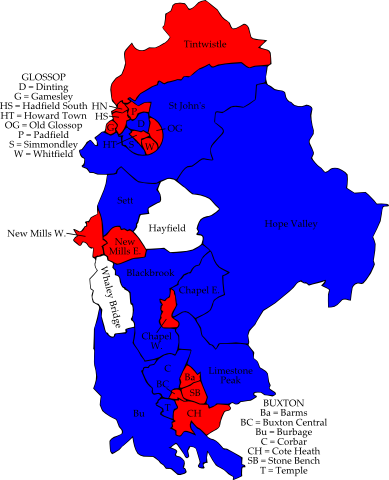 Tintwistle
GLOSSOP
D = Dinting
G = Gamesley
HS = Hadfield South
HT = Howard Town
OG = Old Glossop
P = Padfield
S = Simmondley
W = Whitfield
HN
HS
P
St John's
D
OG
G
HT
S
W
Sett
Hayfield
Hope Valley
New Mills W.
New
Mills E.
Blackbrook
Whaley Bridge
Chapel E.
Chapel
W.
Limestone
Peak
C
Ba
BC
SB
Bu
CH
BUXTON
Ba = Barms
BC = Buxton Central
Bu = Burbage
C = Corbar
CH = Cote Heath
SB = Stone Bench
T = Temple